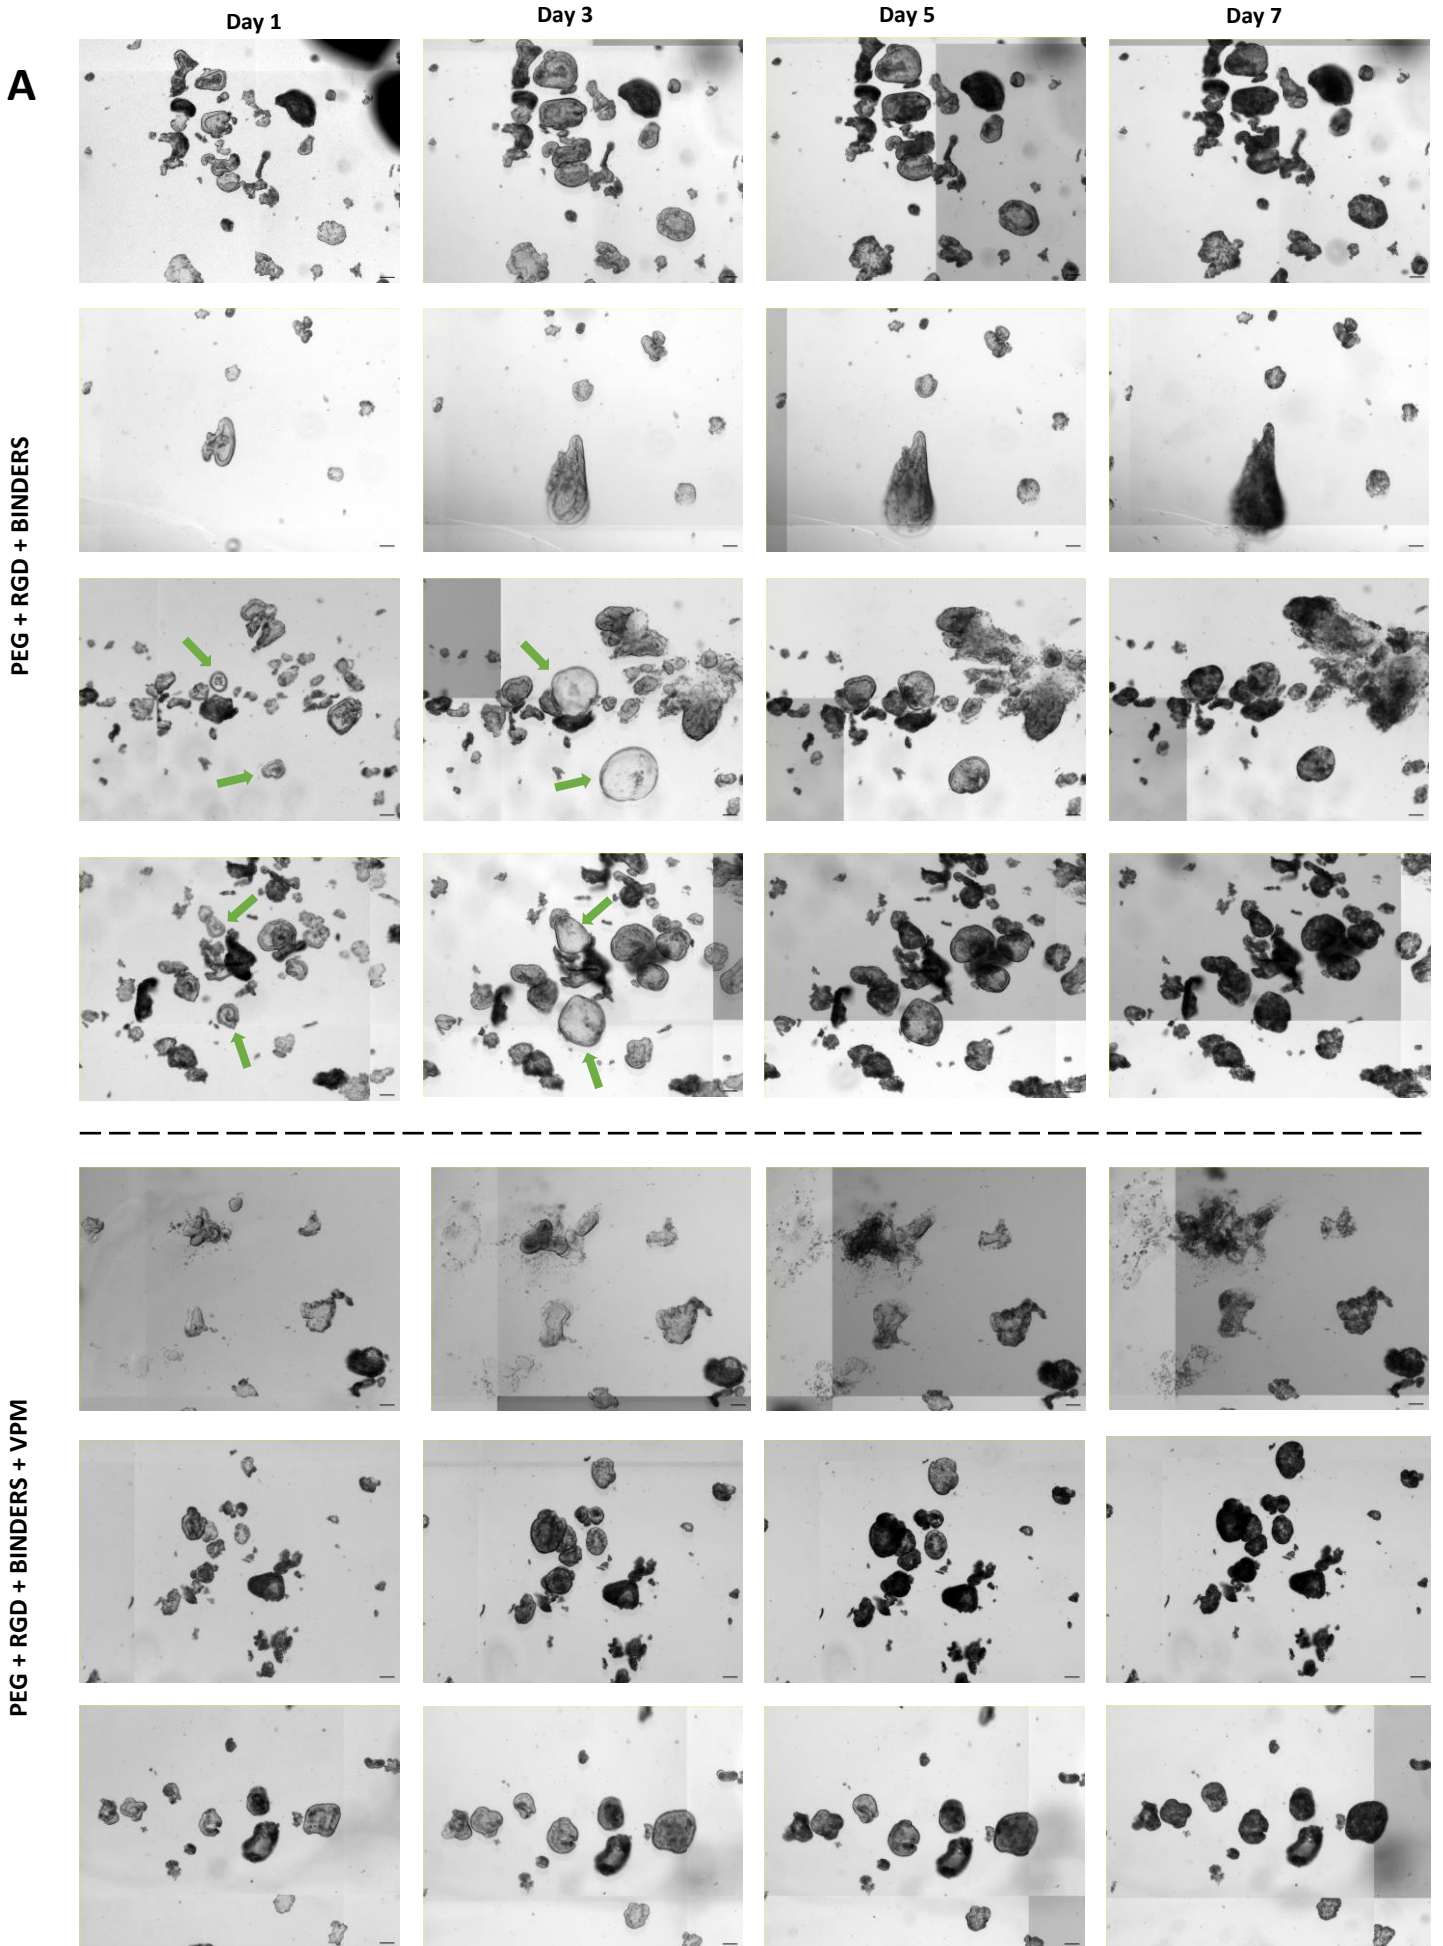 Day 1
Day 3
Day 5
Day 7
A
PEG + RGD + BINDERS
PEG + RGD + BINDERS + VPM